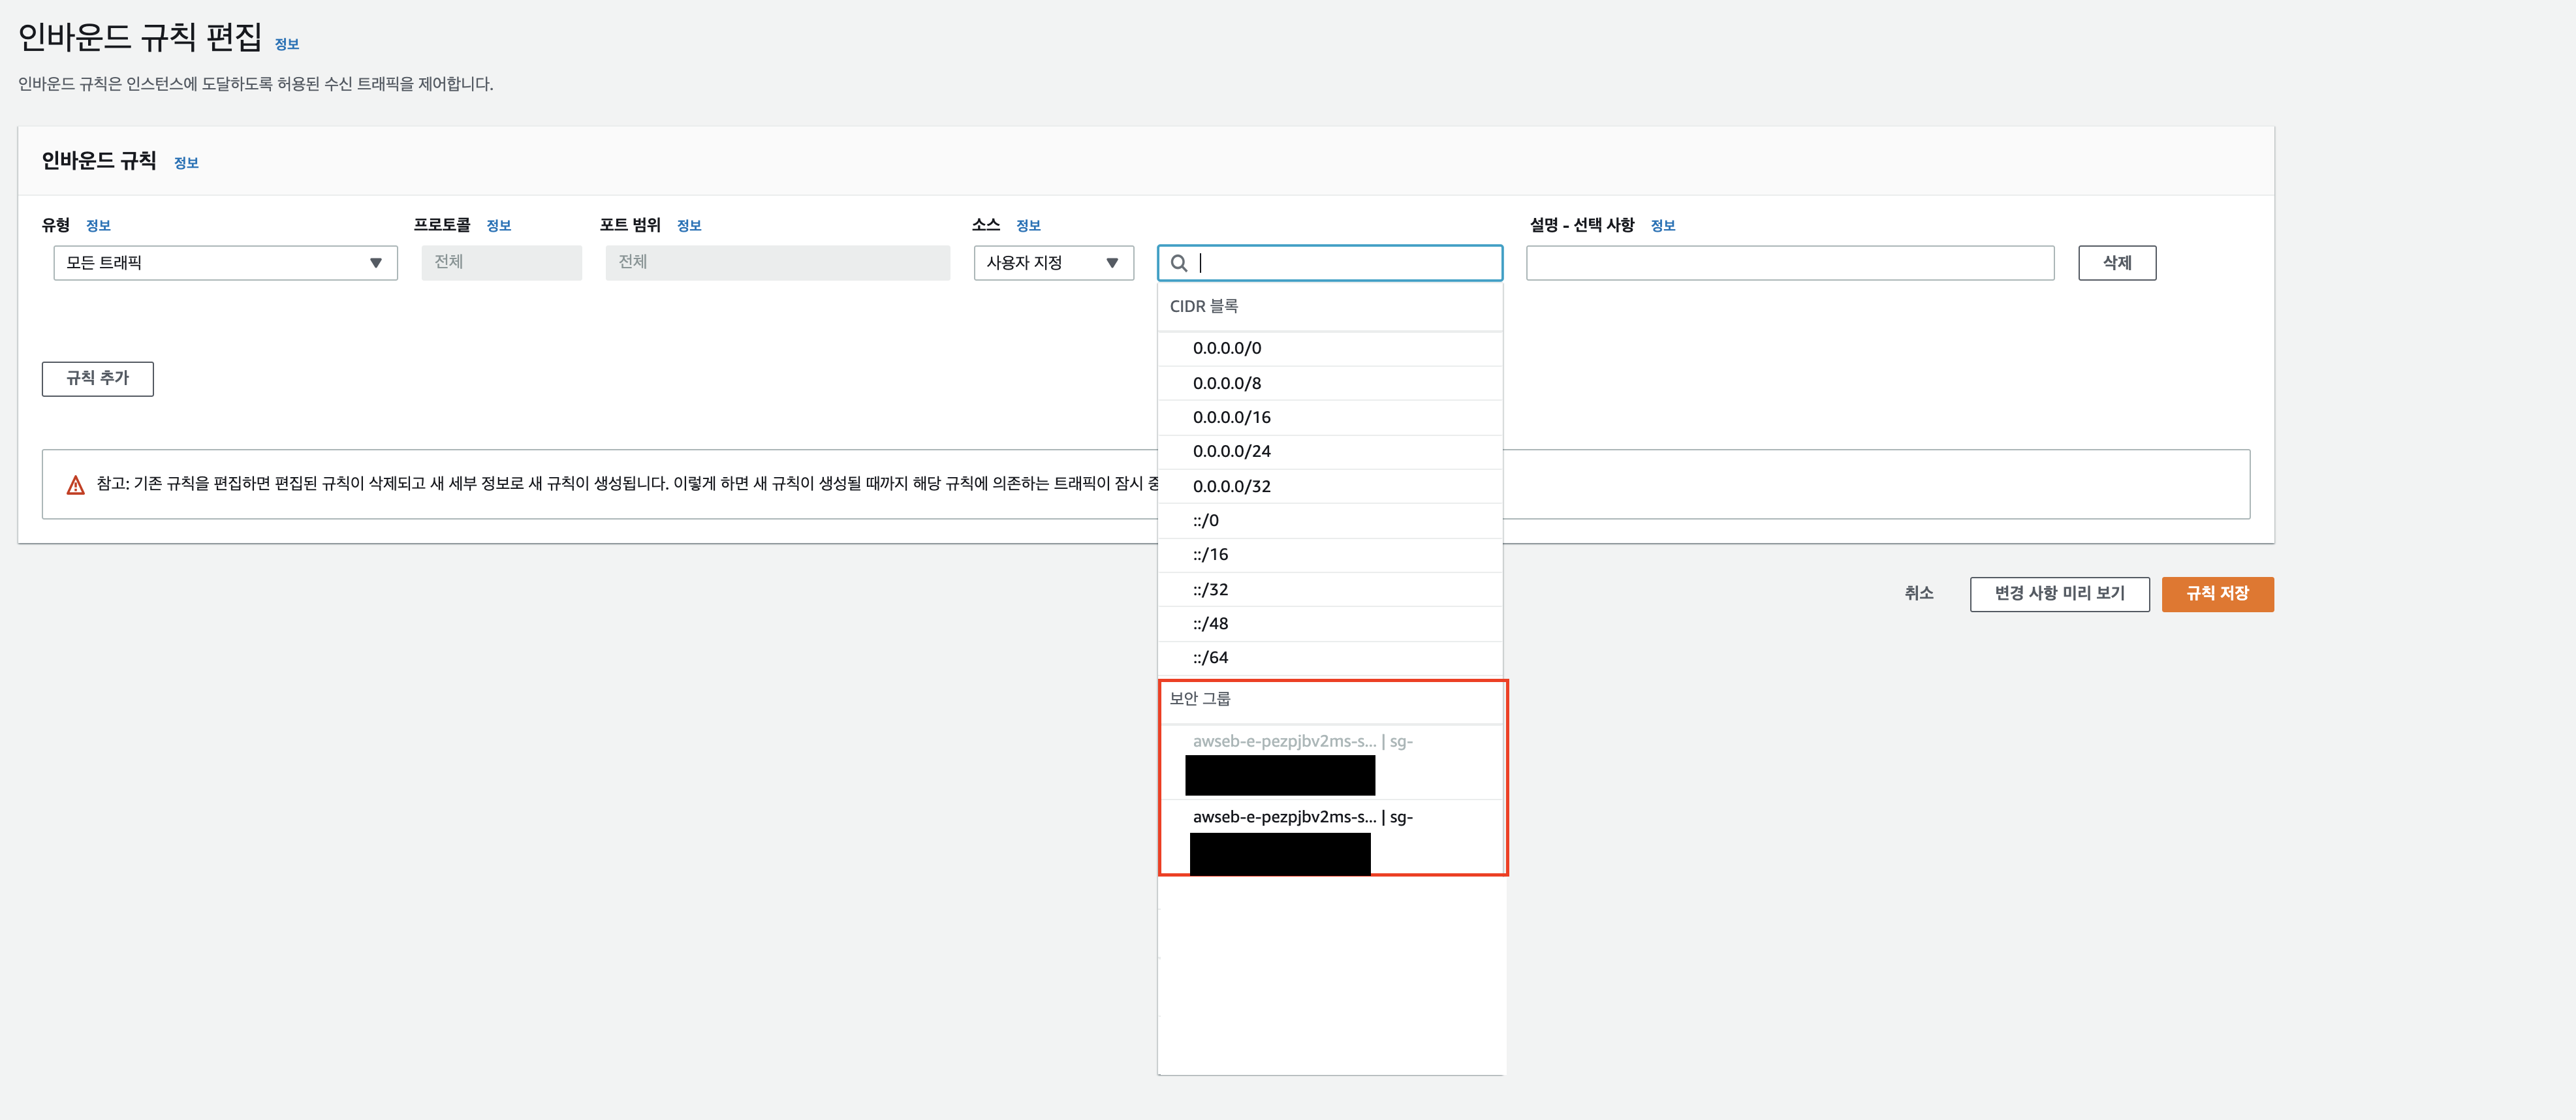 인바운드 규칙 편집 정보
인바운드 규칙은 인스턴스에 도달하도록 허용된 수신 트래픽을 제어합니다.
인바운드 규칙 정보
유형 정보 프로토콜 정보 포트 범위 정보 소스 정보 설명 - 선택 사항 정보
모든 트래픽 전체 전체 사용자 지정 삭제
CIDR 블록
0.0.0.0/0
0.0.0.0/8
규칙 추가
0.0.0.0/16
0.0.0.0/24
참고: 기존 규칙을 편집하면 편집된 규칙이 삭제되고 새 세부 정보로 새 규칙이 생성됩니다. 이렇게 하면 새 규칙이 생성될 때까지 해당 규칙에 의존하는 트래픽이 잠시 중
0.0.0.0/32
::/0
::/16
::/32
::/48
::/64
취소 변경 사항 미리 보기 규칙 저장
보안 그룹
awseb-e-pezpjbv2ms-s... | sg-
awseb-e-pezpjbv2ms-s... | sg-